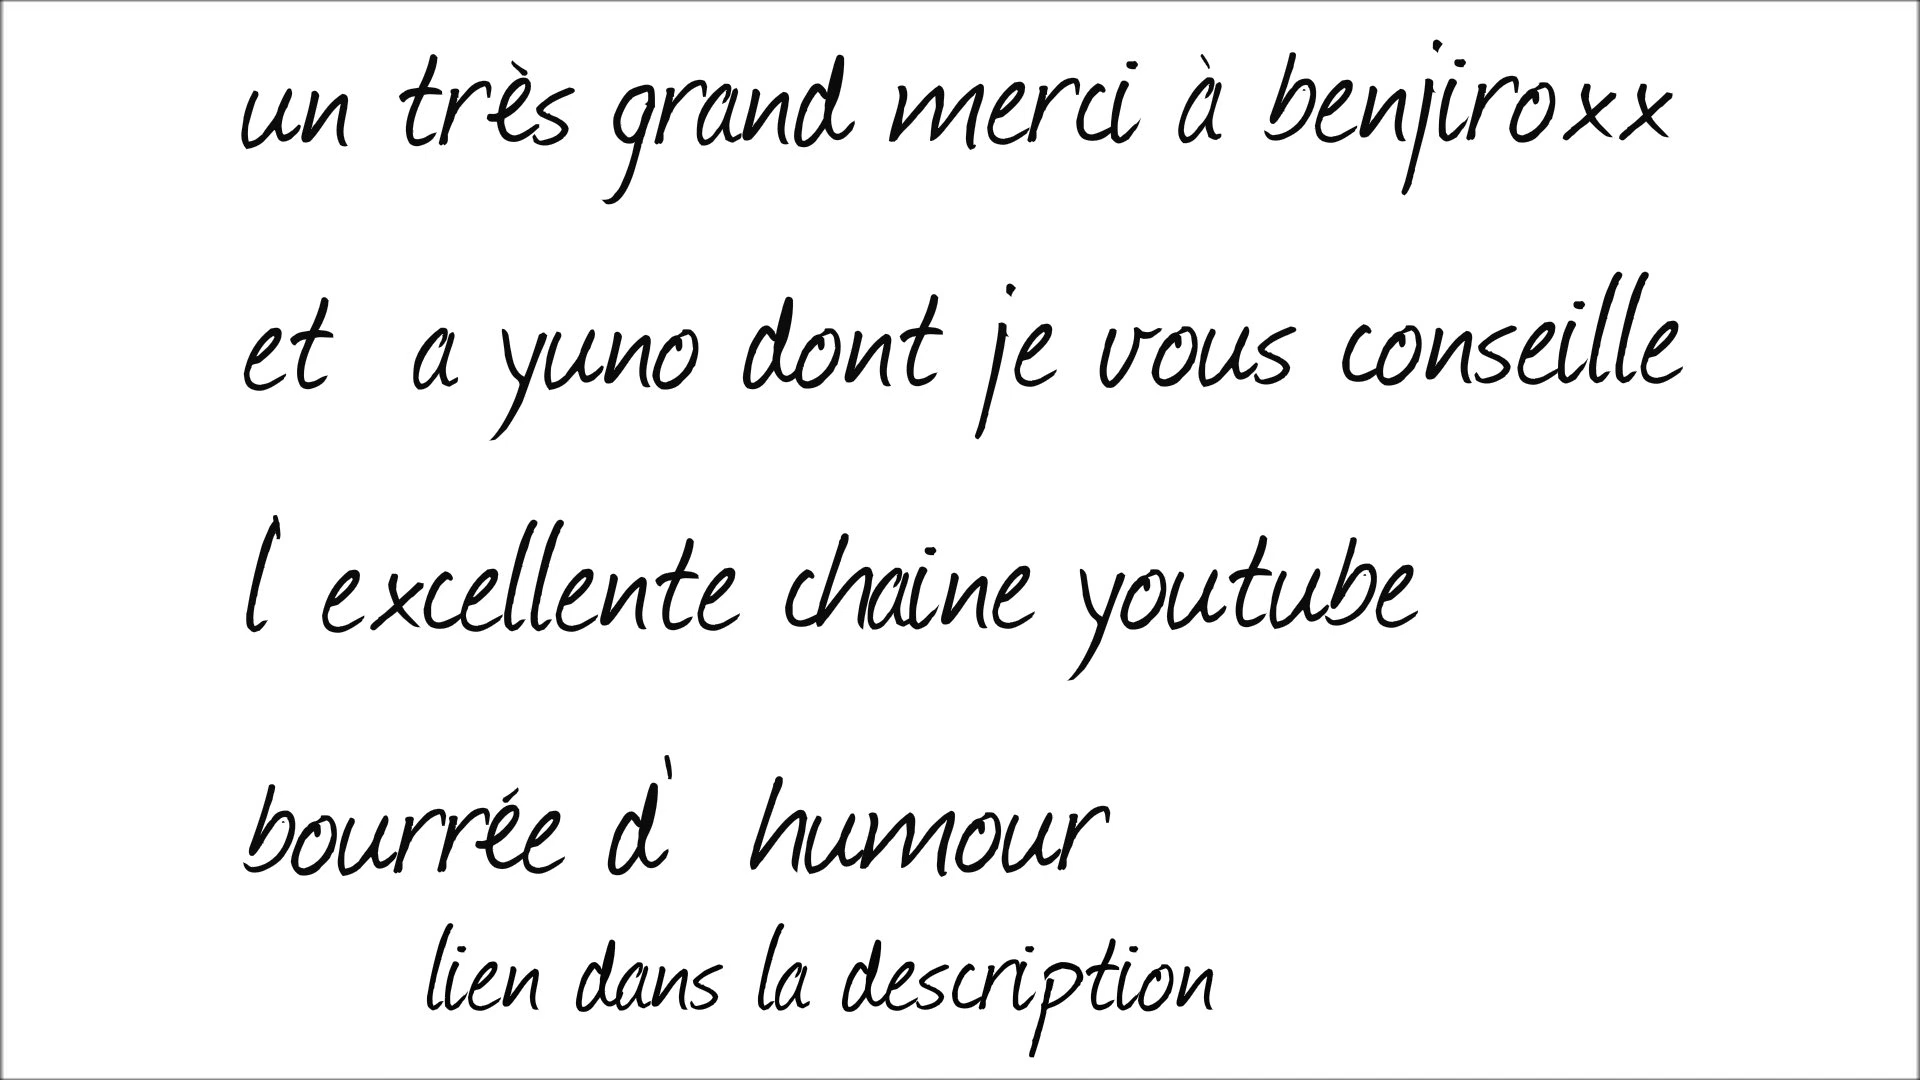 un très grand merci à benjiroxx
et a yuno dont je vous conseille
l' excellente chaine youtube
bourrée d' humour
lien dans la description